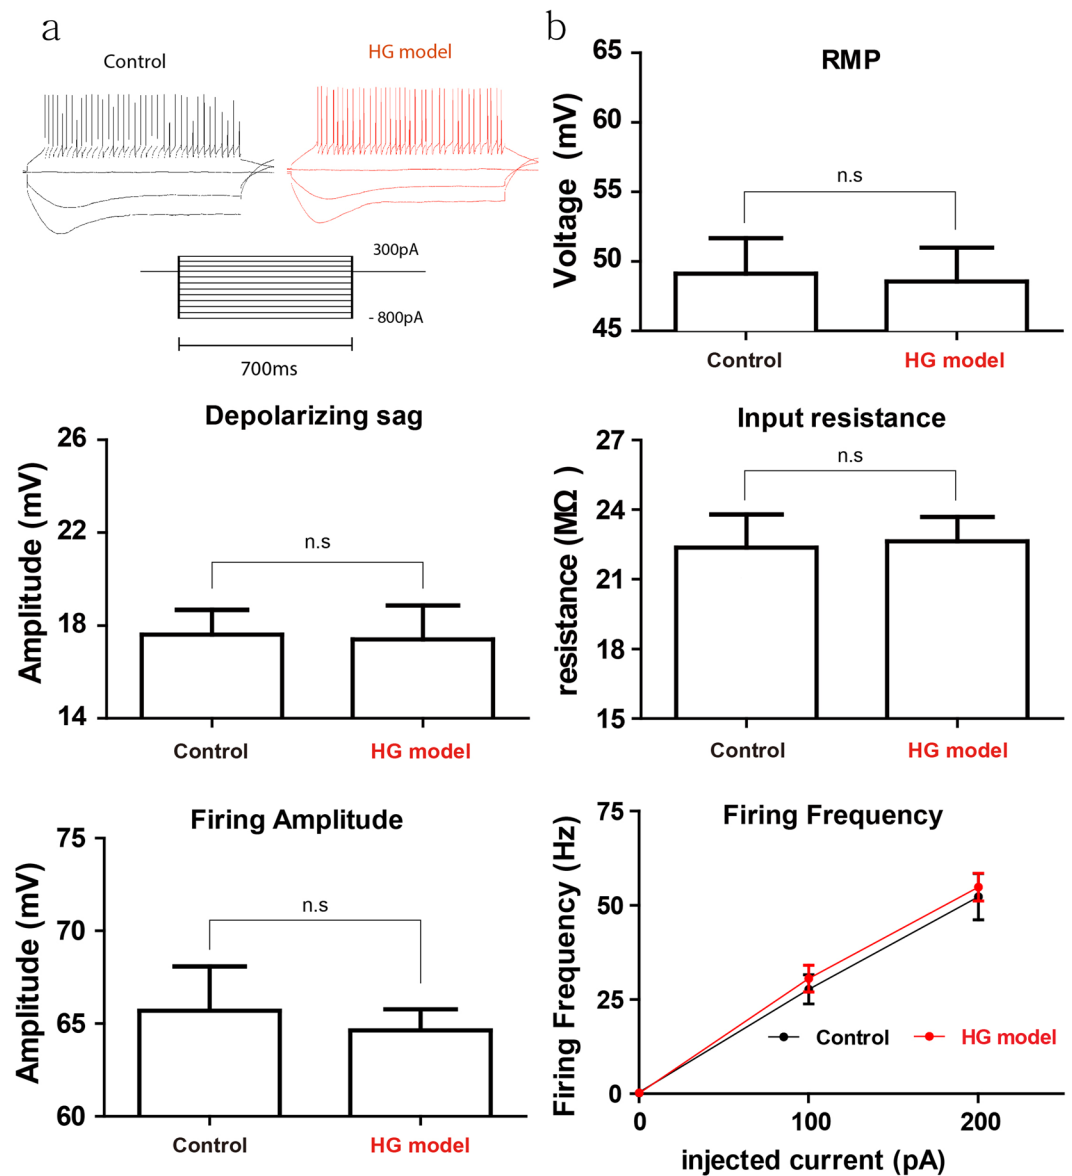 a
Control
HG model
300pA
- 800pA
700ms
b
RMP
Voltage (mV)
65
60
55
50
45
n.s
Control
HG model
Depolarizing sag
Amplitude (mV)
26
22
18
14
n.s
Control
HG model
Input resistance
resistance (MΩ )
27
24
21
18
15
n.s
Control
HG model
Firing Amplitude
Amplitude (mV)
75
70
65
60
n.s
Control
HG model
Firing Frequency
Firing Frequency (Hz)
75
50
25
0
Control
HG model
0
100
200
injected current (pA)